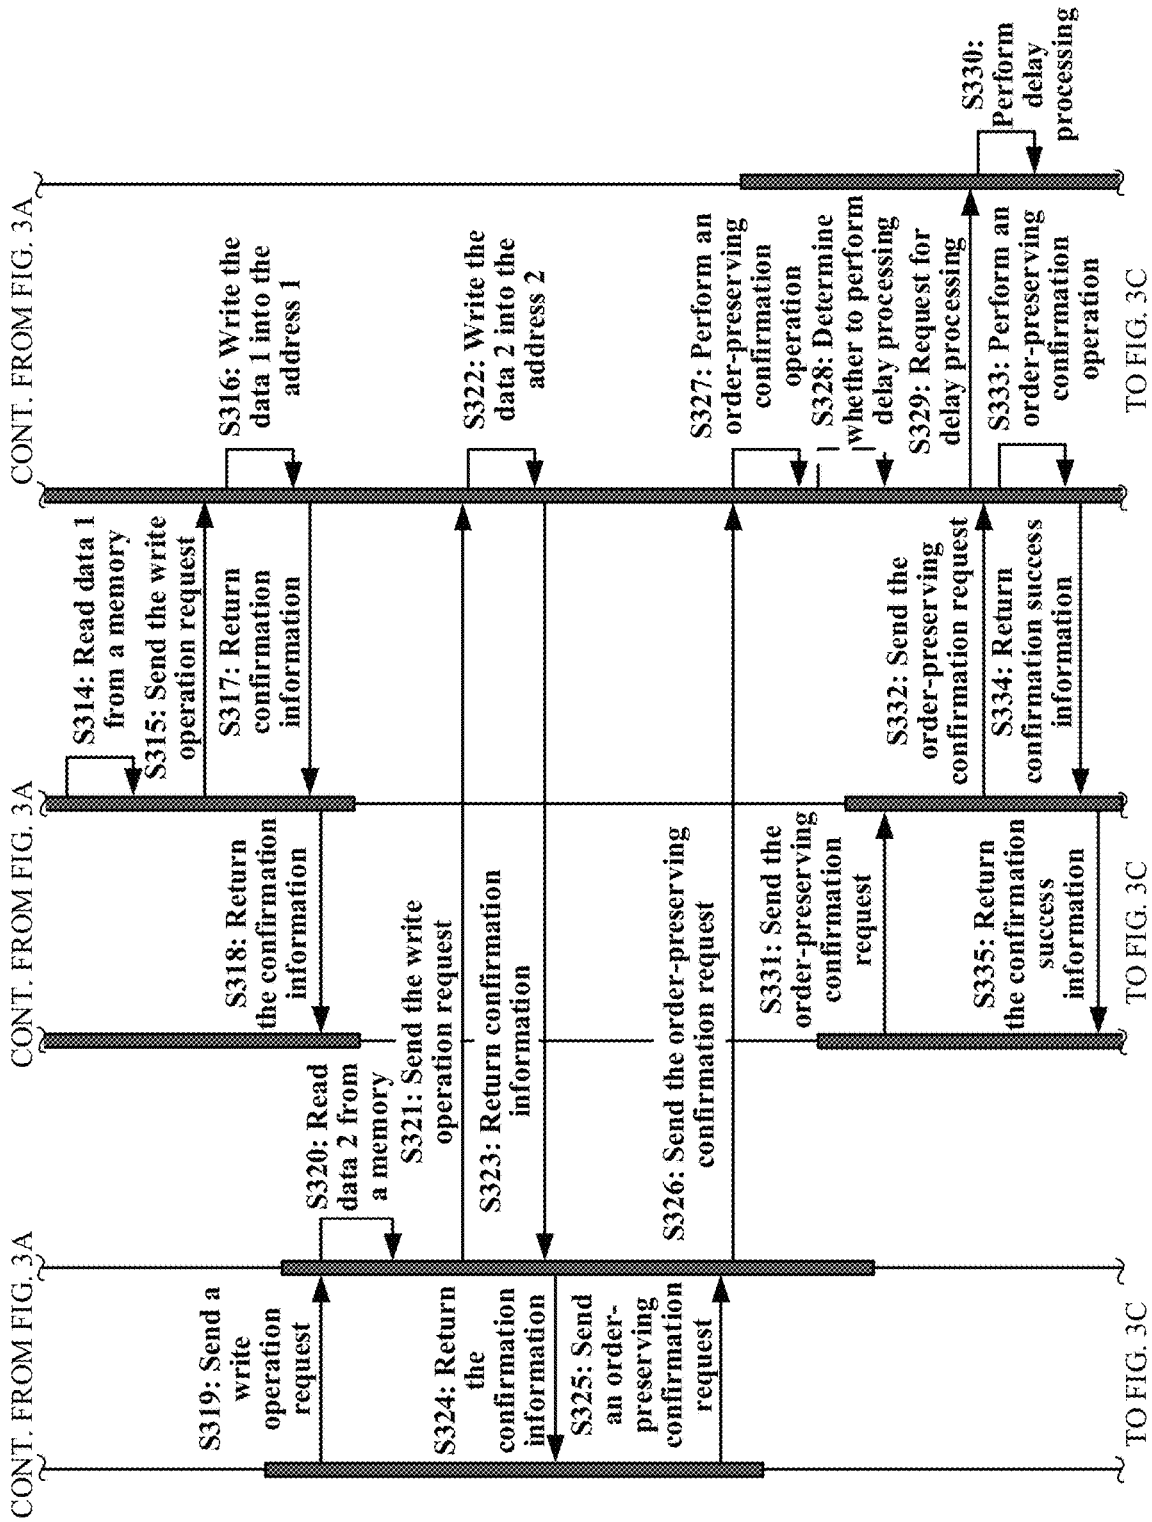 CONT. FROM FIG. 3A
CONT. FROM FIG. 3A
CONT. FROM FIG. 3A
S314: Read data 1
from a memory
S315: Send the write
operation request
S316: Write the
data 1 into the
address 1
S317: Return
confirmation
information
S318: Return
the confirmation
information
S319: Send a
write
operation
request
S320: Read
data 2 from
a memory
S321: Send the write
operation request
S322: Write the
data 2 into the
address 2
S323: Return confirmation
information
S324: Return
the
confirmation
information
S325: Send
an order-
preserving
confirmation
request
S326: Send the order-preserving
confirmation request
S327: Perform an
order-preserving
confirmation
operation
S328: Determine
whether to perform
delay processing
S329: Request for
delay processing
S330:
Perform
delay
processing
S331: Send the
order-preserving
confirmation
request
S332: Send the
order-preserving
confirmation request
S333: Perform an
order-preserving
confirmation
operation
S334: Return
confirmation success
information
S335: Return
the confirmation
success
information
TO FIG. 3C
TO FIG. 3C
TO FIG. 3C